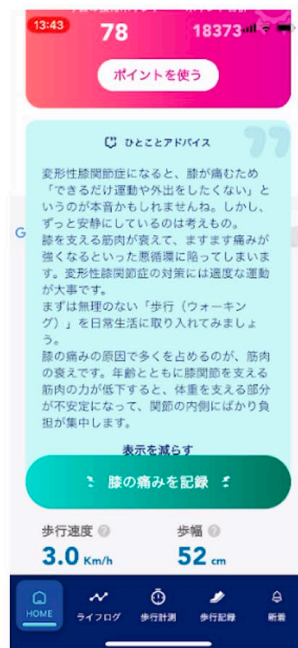 13:43
78
18373
ポイントを使う
ひとことアドバイス
変形性膝関節症になると、膝が痛むため
「できるだけ運動や外出をしたくない」と
いうのが本音かもしれませんね。しかし、
ずっと安静にしているのは考えもの。
膝を支える筋肉が衰えて、ますます痛みが
強くなるといった悪循環に陥ってしまいま
す。変形性膝関節症の対策には適度な運動
が大事です。
まずは無理のない「歩行（ウォーキン
グ）」を日常生活に取り入れてみましょ
う。
膝の痛みの原因で多くを占めるのが、筋肉
の衰えです。年齢とともに膝関節を支える
筋肉の力が低下すると、体重を支える部分
が不安定になって、関節の内側にばかり負
担が集中します。
表示を減らす
膝の痛みを記録
歩行速度
歩幅
3.0 Km/h
52 cm
HOME
ライフログ
歩行計測
歩行記録
新着